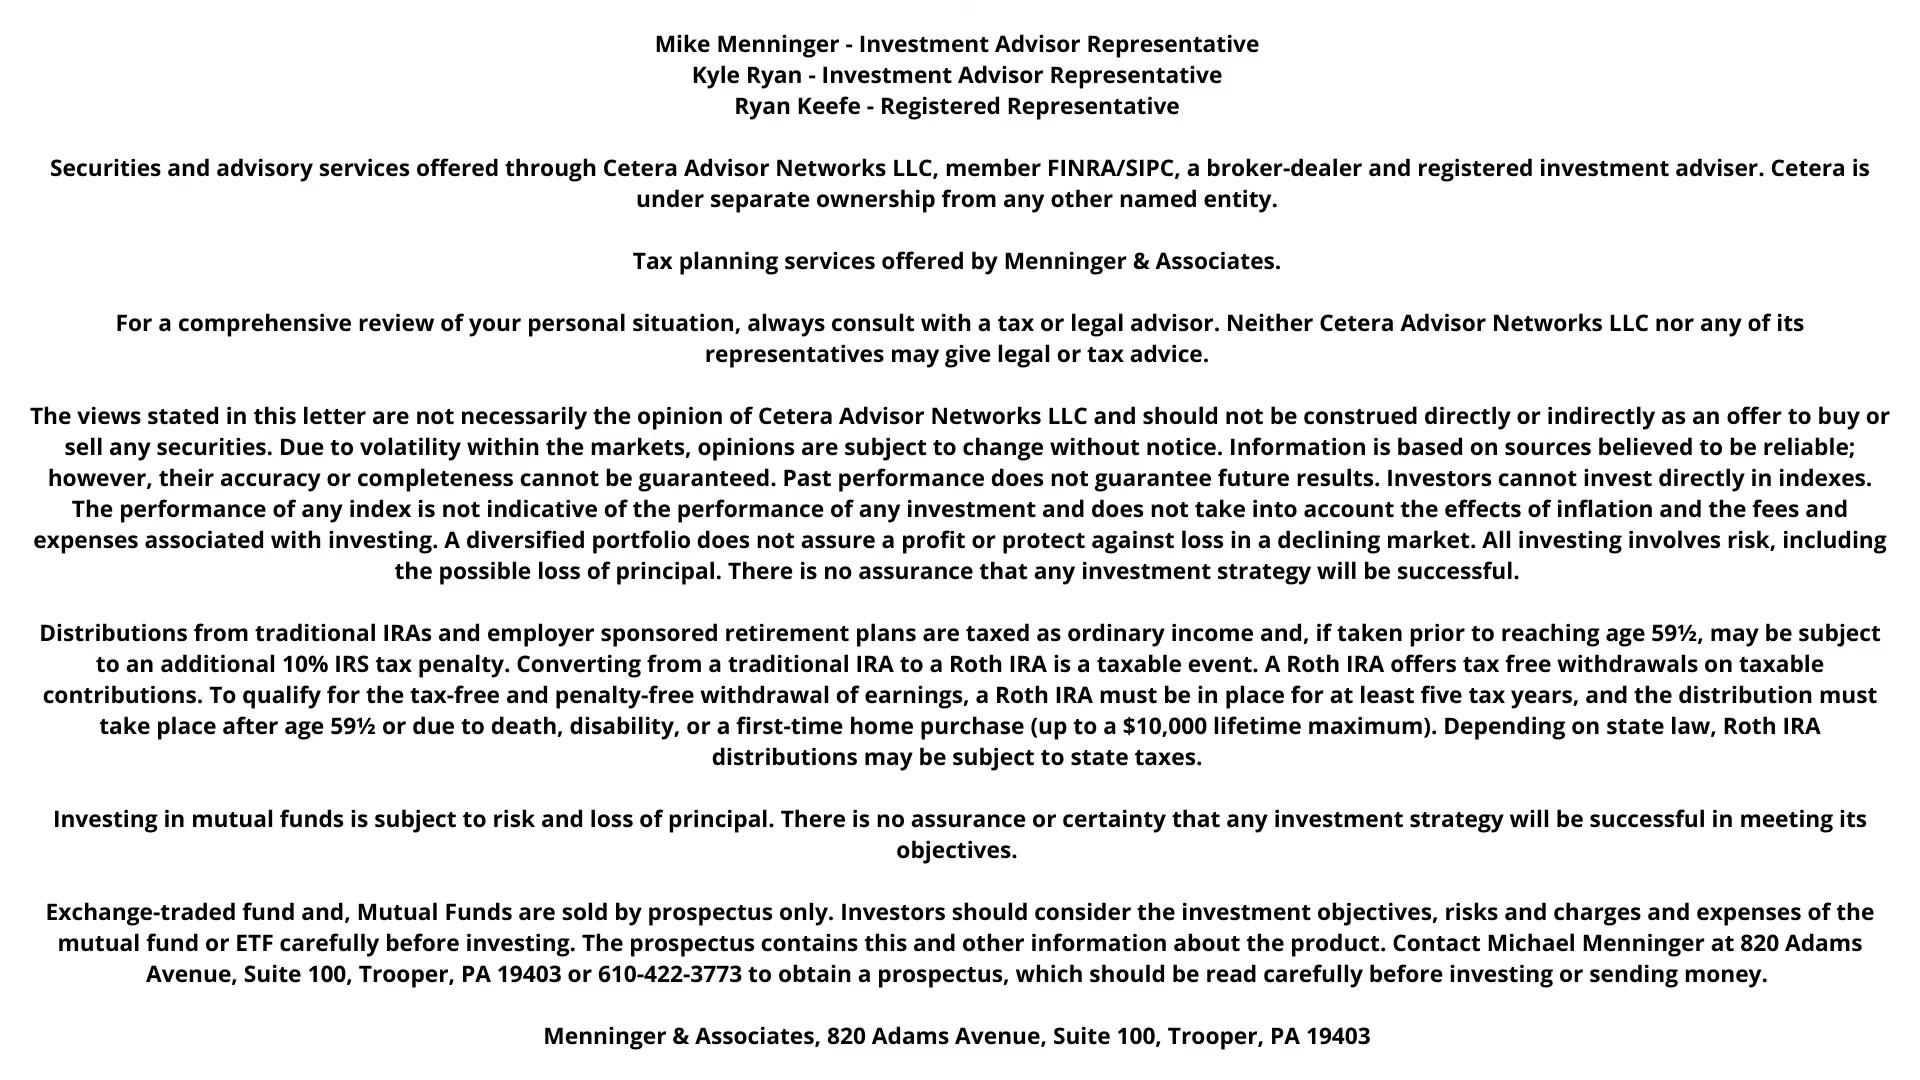 Mike Menninger - Investment Advisor Representative
Kyle Ryan - Investment Advisor Representative
Ryan Keefe - Registered Representative
Securities and advisory services offered through Cetera Advisor Networks LLC, member FINRA/SIPC, a broker-dealer and registered investment adviser. Cetera is
under separate ownership from any other named entity.
Tax planning services offered by Menninger & Associates.
For a comprehensive review of your personal situation, always consult with a tax or legal advisor. Neither Cetera Advisor Networks LLC nor any of its
representatives may give legal or tax advice.
The views stated in this letter are not necessarily the opinion of Cetera Advisor Networks LLC and should not be construed directly or indirectly as an offer to buy or
sell any securities. Due to volatility within the markets, opinions are subject to change without notice. Information is based on sources believed to be reliable;
however, their accuracy or completeness cannot be guaranteed. Past performance does not guarantee future results. Investors cannot invest directly in indexes.
The performance of any index is not indicative of the performance of any investment and does not take into account the effects of inflation and the fees and
expenses associated with investing. A diversified portfolio does not assure a profit or protect against loss in a declining market. All investing involves risk, including
the possible loss of principal. There is no assurance that any investment strategy will be successful.
Distributions from traditional IRAs and employer sponsored retirement plans are taxed as ordinary income and, if taken prior to reaching age 59½, may be subject
to an additional 10% IRS tax penalty. Converting from a traditional IRA to a Roth IRA is a taxable event. A Roth IRA offers tax free withdrawals on taxable
contributions. To qualify for the tax-free and penalty-free withdrawal of earnings, a Roth IRA must be in place for at least five tax years, and the distribution must
take place after age 59½ or due to death, disability, or a first-time home purchase (up to a $10,000 lifetime maximum). Depending on state law, Roth IRA
distributions may be subject to state taxes.
Investing in mutual funds is subject to risk and loss of principal. There is no assurance or certainty that any investment strategy will be successful in meeting its
objectives.
Exchange-traded fund and, Mutual Funds are sold by prospectus only. Investors should consider the investment objectives, risks and charges and expenses of the
mutual fund or ETF carefully before investing. The prospectus contains this and other information about the product. Contact Michael Menninger at 820 Adams
Avenue, Suite 100, Trooper, PA 19403 or 610-422-3773 to obtain a prospectus, which should be read carefully before investing or sending money.
Menninger & Associates, 820 Adams Avenue, Suite 100, Trooper, PA 19403